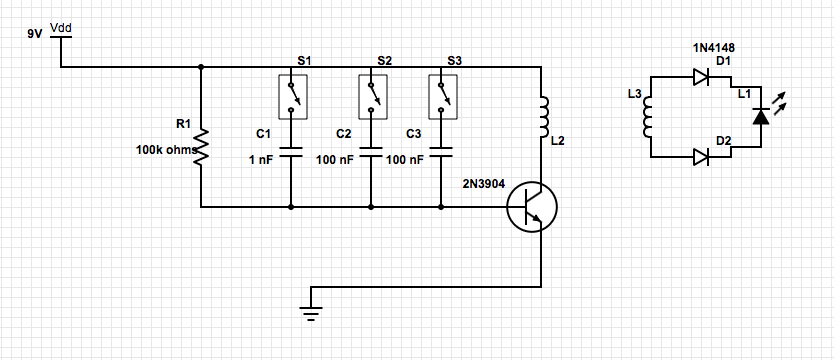 Vdd
9V
1N4148
D1
S1
S2
S3
L3
L1
R1
C1
C2
C3
100k ohms
1 nF
100 nF
100 nF
L2
D2
2N3904